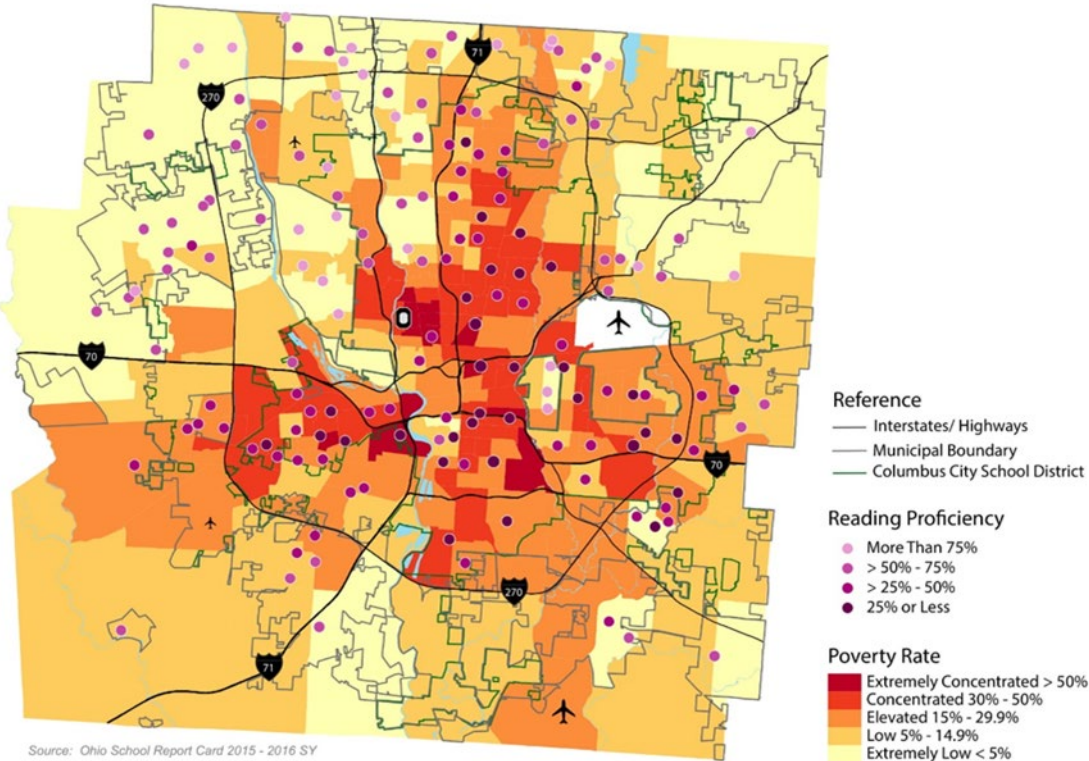 71
270
70
Reference
Interstates/ Highways
Municipal Boundary
Columbus City School District
70
Reading Proficiency
More Than 75%
> 50% - 75%
> 25% - 50%
25% or Less
270
Poverty Rate
71
Extremely Concentrated > 50%
Concentrated 30% - 50%
Elevated 15% - 29.9%
Low 5% - 14.9%
Extremely Low < 5%
Source: Ohio School Report Card 2015 - 2016 SY